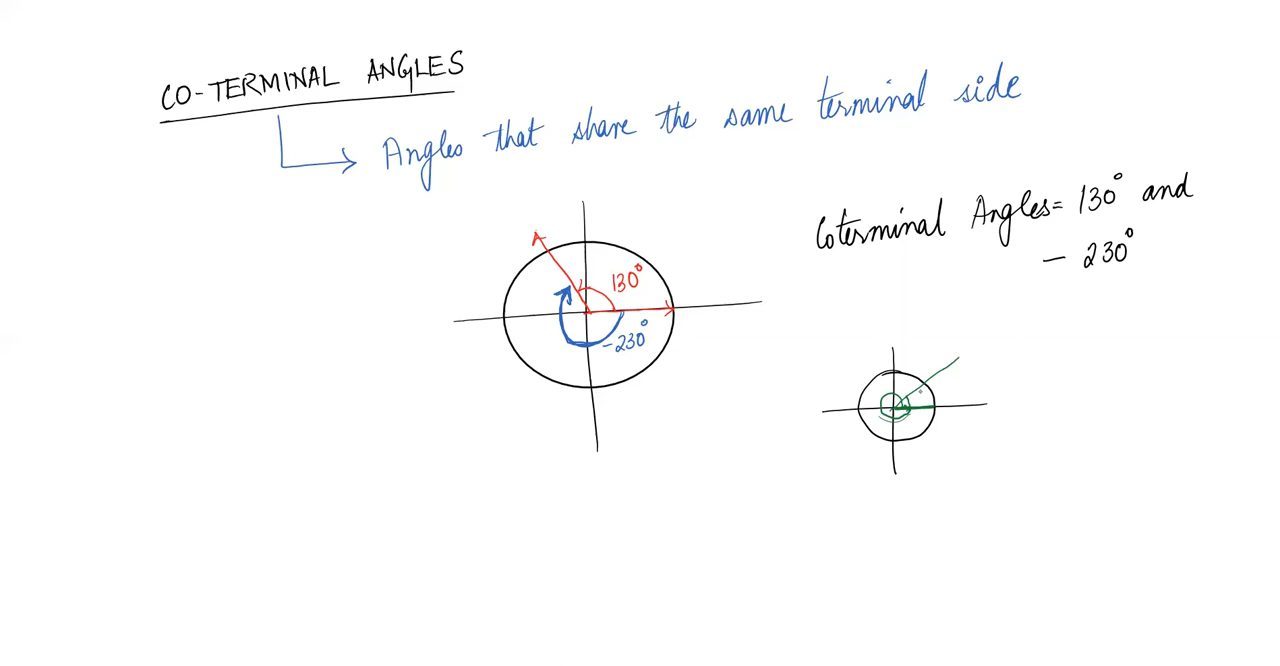 CO-TERMINAL ANGLES
Angles that share the same terminal side
Coterminal Angles = 130° and
- 230°
A
130°
-230°